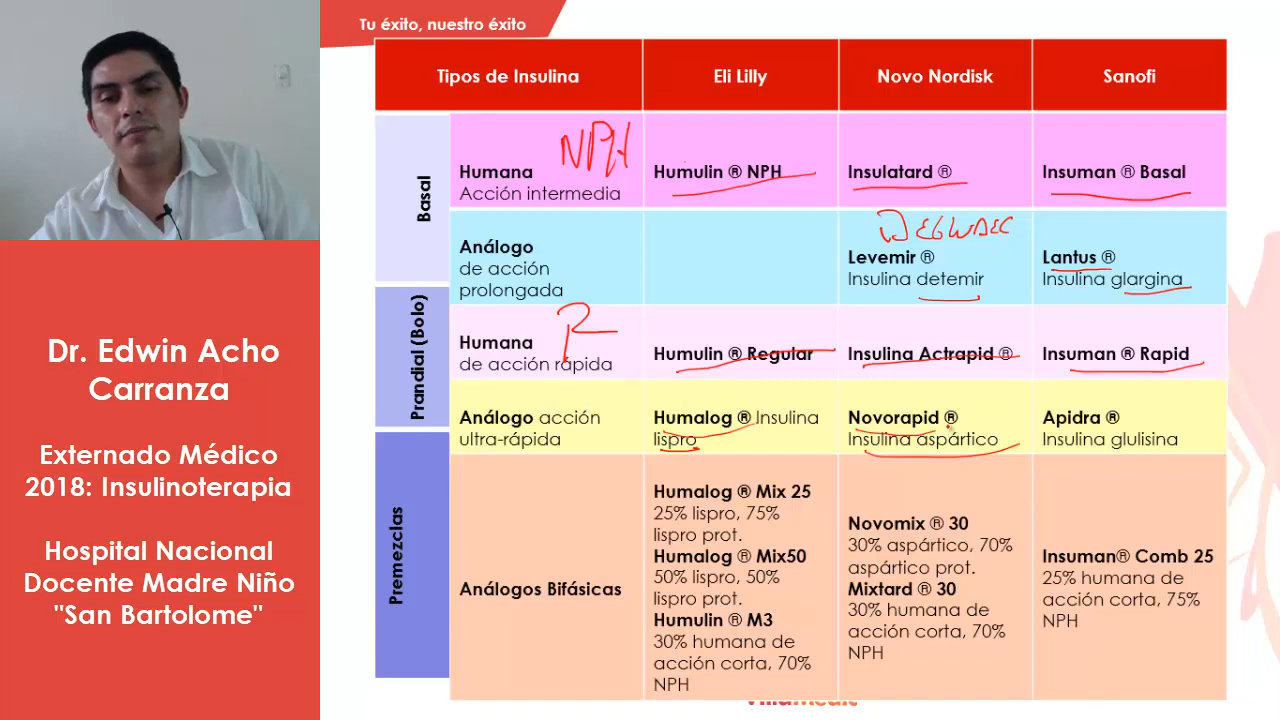 Tu éxito, nuestro éxito
Tipos de Insulina
Eli Lilly
Novo Nordisk
Sanofi
Basal
Humana
Acción intermedia
NPH
Humulin ® NPH
Insulatard ®
Insuman ® Basal
Análogo
de acción
prolongada
DEGLUDEC
Levemir ®
Insulina detemir
Lantus ®
Insulina glargina
Prandial (Bolo)
Humana
de acción rápida
R
Humulin ® Regular
Insulina Actrapid ®
Insuman ® Rapid
Análogo acción
ultra-rápida
Humalog ® Insulina
lispro
Novorapid ®
Insulina aspártico
Apidra ®
Insulina glulisina
Premezclas
Análogos Bifásicos
Humalog ® Mix 25
25% lispro, 75%
lispro prot.
Humalog ® Mix50
50% lispro, 50%
lispro prot.
Humulin ® M3
30% humana de
acción corta, 70%
NPH
Novomix ® 30
30% aspártico, 70%
aspártico prot.
Mixtard ® 30
30% humana de
acción corta, 70%
NPH
Insuman® Comb 25
25% humana de
acción corta, 75%
NPH
Dr. Edwin Acho
Carranza
Externado Médico
2018: Insulinoterapia
Hospital Nacional
Docente Madre Niño
"San Bartolome"